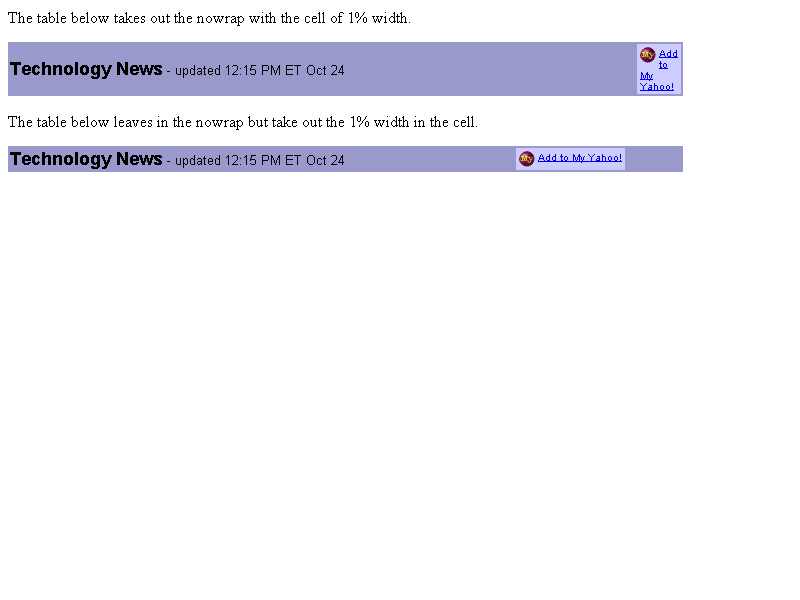 The table below takes out the nowrap with the cell of 1% width.
Technology News - updated 12:15 PM ET Oct 24
My Add
to
My
Yahoo!
The table below leaves in the nowrap but take out the 1% width in the cell.
Technology News - updated 12:15 PM ET Oct 24
My Add to My Yahoo!